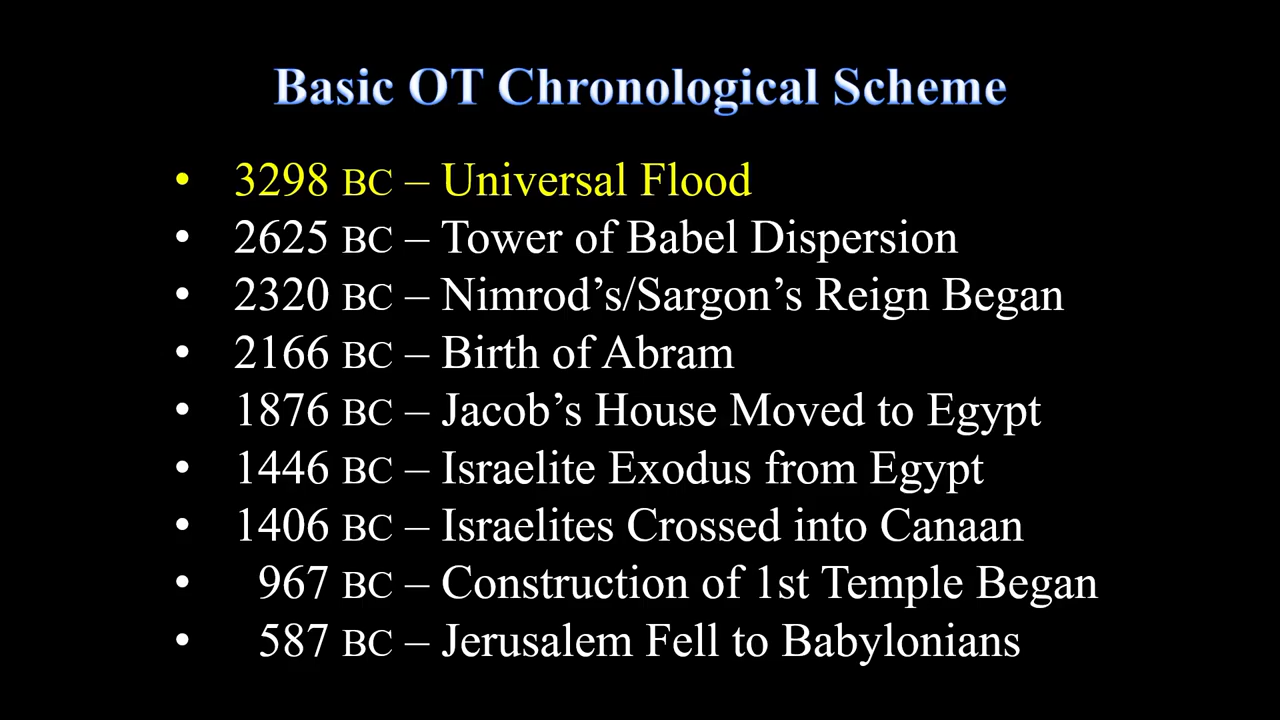 Basic OT Chronological Scheme
• 3298 BC – Universal Flood
• 2625 BC – Tower of Babel Dispersion
• 2320 BC – Nimrod’s/Sargon’s Reign Began
• 2166 BC – Birth of Abram
• 1876 BC – Jacob’s House Moved to Egypt
• 1446 BC – Israelite Exodus from Egypt
• 1406 BC – Israelites Crossed into Canaan
• 967 BC – Construction of 1st Temple Began
• 587 BC – Jerusalem Fell to Babylonians